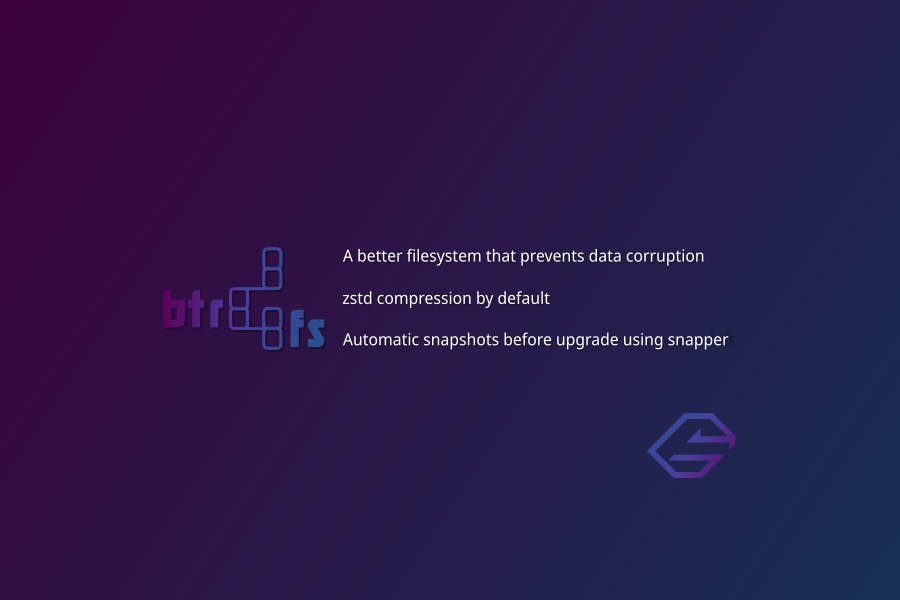 btrfs
A better filesystem that prevents data corruption
zstd compression by default
Automatic snapshots before upgrade using snapper